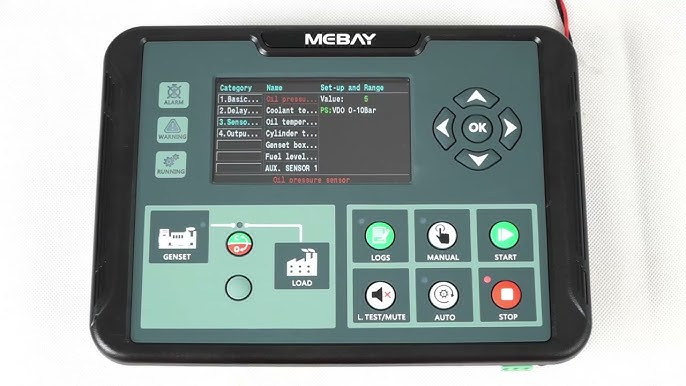 MEBAY
Category Name Set-up and Range
1.Basic... Oil pressu... Value: 5
2.Delay... Coolant te... PS:VDO 0-10Bar
3.Senso... Oil temper...
4.Outpu... Cylinder t...
Genset box...
Fuel level...
AUX. SENSOR 1
Oil pressure sensor
ALARM
WARNING
RUNNING
OK
GENSET
LOAD
LOGS
MANUAL
START
L. TEST/MUTE
AUTO
STOP